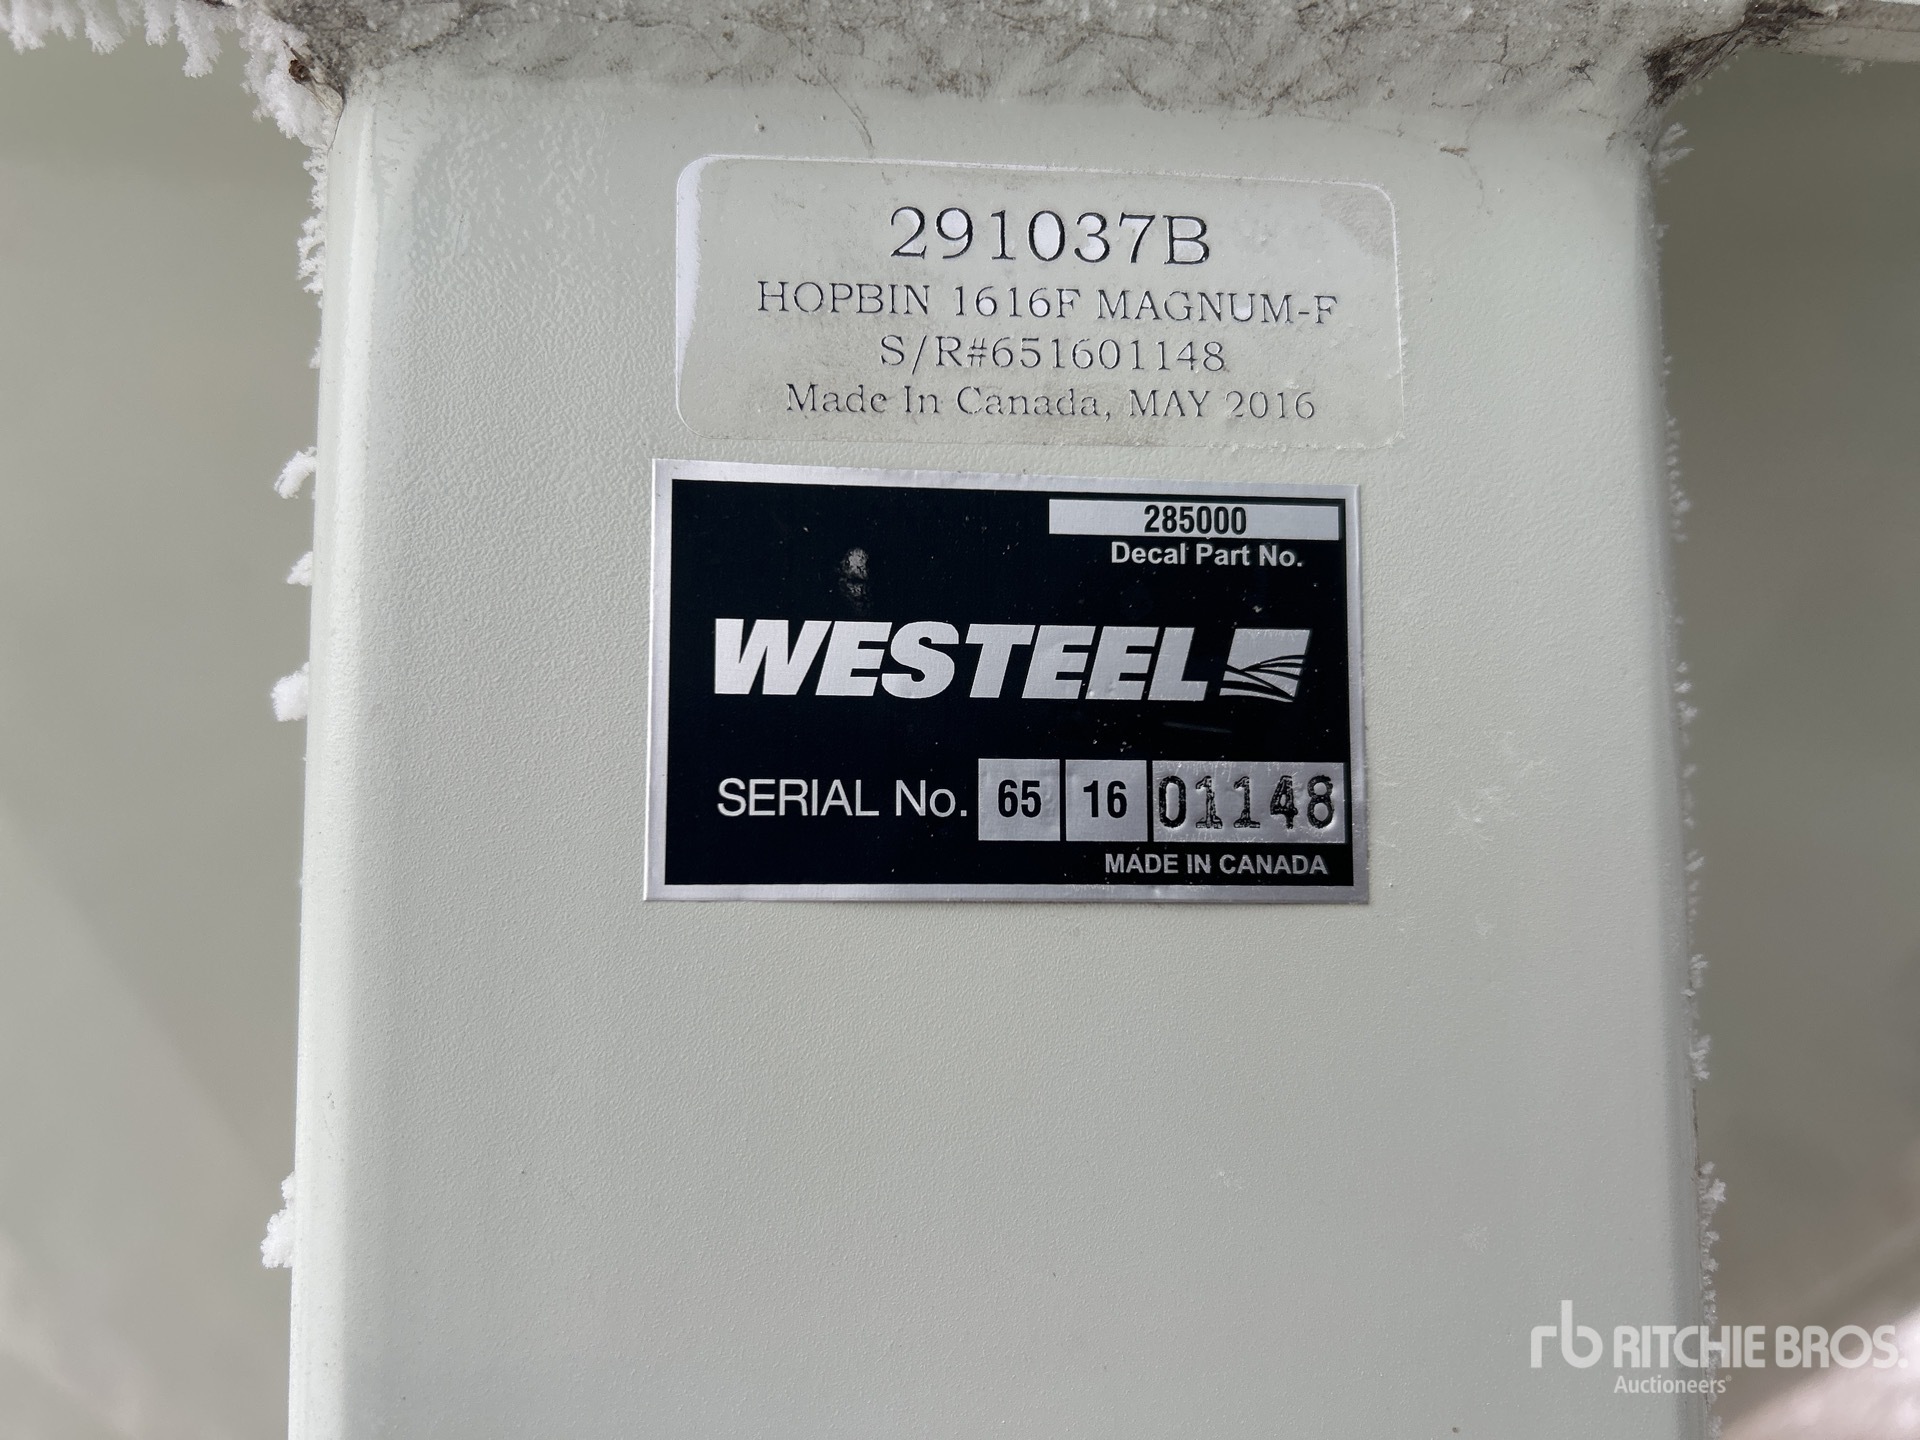 291037B
HOPBIN 1616F MAGNUM-F
S/R#651601148
Made In Canada, MAY 2016
285000
Decal Part No.
WESTEEL
SERIAL No. 65 16 01148
MADE IN CANADA
rb RITCHIE BROS.
Auctioneers